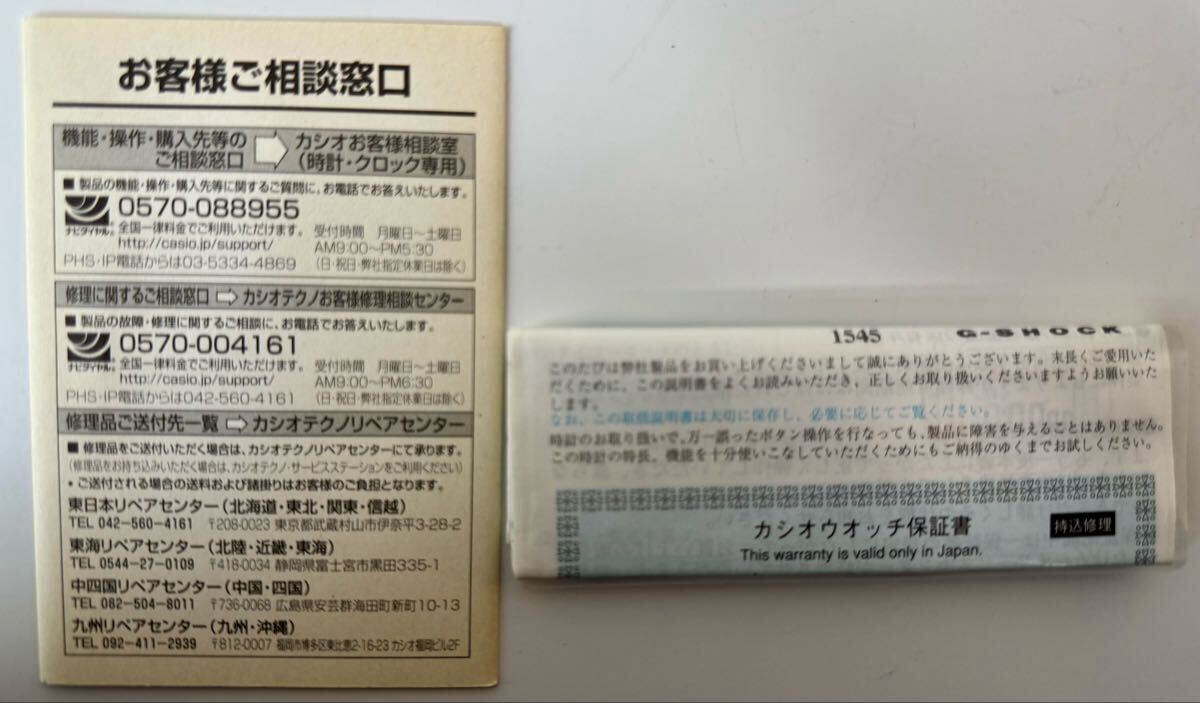 お客様ご相談窓口
機能・操作・購入先等のご相談窓口 ⇨ カシオお客様相談室(時計・クロック専用)
■ 製品の機能・操作・購入先等に関するご質問に、お電話でお答えいたします。
ナビダイヤル®
0570-088955
全国一律料金でご利用いただけます。 受付時間 月曜日～土曜日
http://casio.jp/support/ AM9:00～PM5:30
PHS・IP電話からは03-5334-4869 (日・祝日・弊社指定休業日は除く)
修理に関するご相談窓口 ⇨ カシオテクノお客様修理相談センター
■ 製品の故障・修理に関するご相談に、お電話でお答えいたします。
ナビダイヤル®
0570-004161
全国一律料金でご利用いただけます。 受付時間 月曜日～土曜日
http://casio.jp/support/ AM9:00～PM6:30
PHS・IP電話からは042-560-4161 (日・祝日・弊社指定休業日は除く)
修理品ご送付先一覧 ⇨ カシオテクノリペアセンター
■ 修理品をご送付いただく場合は、カシオテクノリペアセンターにて承ります。
(修理品をお持ち込みいただく場合は、カシオテクノ・サービスステーションをご利用ください)
• ご送付される場合の送料および諸掛りはお客様のご負担となります。
東日本リペアセンター(北海道・東北・関東・信越)
TEL 042-560-4161 〒208-0023 東京都武蔵村山市伊奈平3-28-2
東海リペアセンター(北陸・近畿・東海)
TEL 0544-27-0109 〒418-0034 静岡県富士宮市黒田335-1
中四国リペアセンター(中国・四国)
TEL 082-504-8011 〒736-0068 広島県安芸群海田町新町10-13
九州リペアセンター(九州・沖縄)
TEL 092-411-2939 〒812-0007 福岡市博多区東比恵2-16-23 カシオ福岡ビル2F
1545 G-SHOCK
このたびは弊社製品をお買い上げくださいまして誠にありがとうございます。末長くご愛用いた
だくために、この説明書をよくお読みいただき、正しくお取り扱いくださいますようお願いいた
します。
なお、この取扱説明書は大切に保存し、必要に応じてご覧ください。
時計のお取り扱いで、万一誤ったボタン操作を行なっても、製品に障害を与えることはありません。
この時計の特長、機能を十分使いこなしていただくためにもご納得のゆくまでお試しください。
カシオウオッチ保証書 持込修理
This warranty is valid only in Japan.